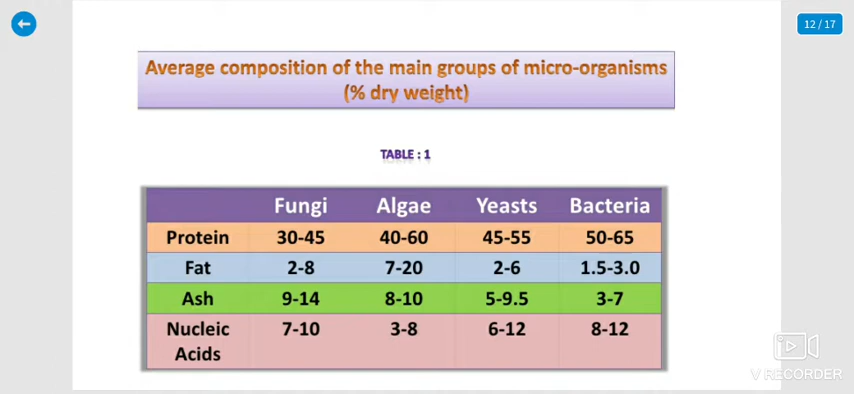 12 / 17
Average composition of the main groups of micro-organisms
(% dry weight)
TABLE : 1
Fungi Algae Yeasts Bacteria
Protein 30-45 40-60 45-55 50-65
Fat 2-8 7-20 2-6 1.5-3.0
Ash 9-14 8-10 5-9.5 3-7
Nucleic 7-10 3-8 6-12 8-12
Acids
V RECORDER